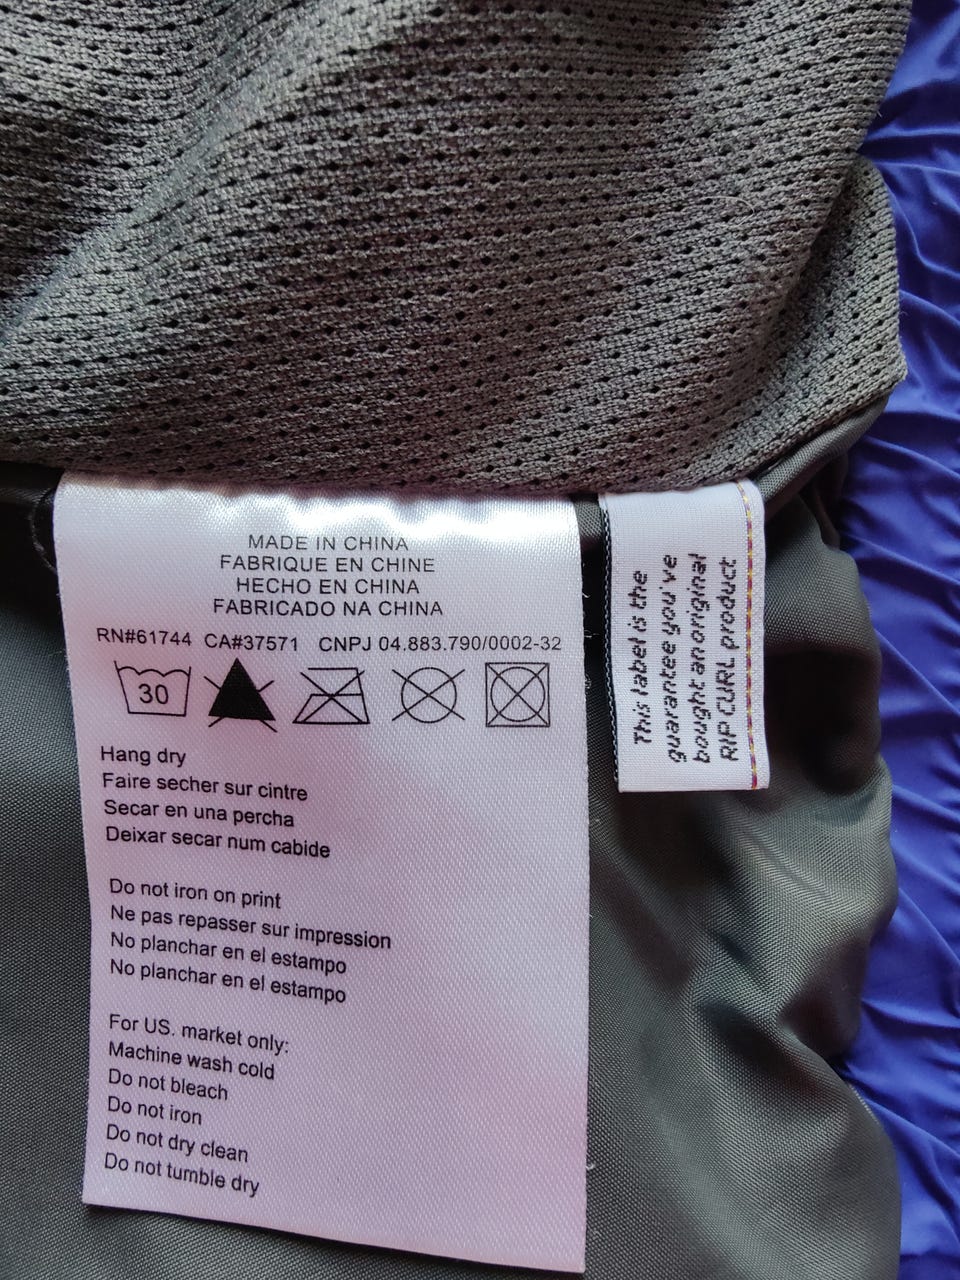 MADE IN CHINA
FABRIQUE EN CHINE
HECHO EN CHINA
FABRICADO NA CHINA
RN#61744 CA#37571 CNPJ 04.883.790/0002-32
30
Hang dry
Faire secher sur cintre
Secar en una percha
Deixar secar num cabide
Do not iron on print
Ne pas repasser sur impression
No planchar en el estampo
No planchar en el estampo
For US. market only:
Machine wash cold
Do not bleach
Do not iron
Do not dry clean
Do not tumble dry
This label is the
guarantee you've
bought an original
RIP CURL product